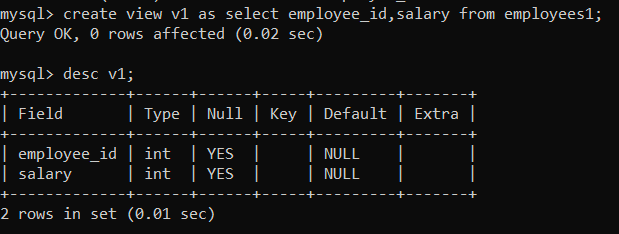 mysql> create view v1 as select employee_id,salary from employees1;
Query OK, 0 rows affected (0.02 sec)
mysql> desc v1;
+-------------+------+------+-----+---------+-------+
| Field       | Type | Null | Key | Default | Extra |
+-------------+------+------+-----+---------+-------+
| employee_id | int  | YES  |     | NULL    |       |
| salary      | int  | YES  |     | NULL    |       |
+-------------+------+------+-----+---------+-------+
2 rows in set (0.01 sec)